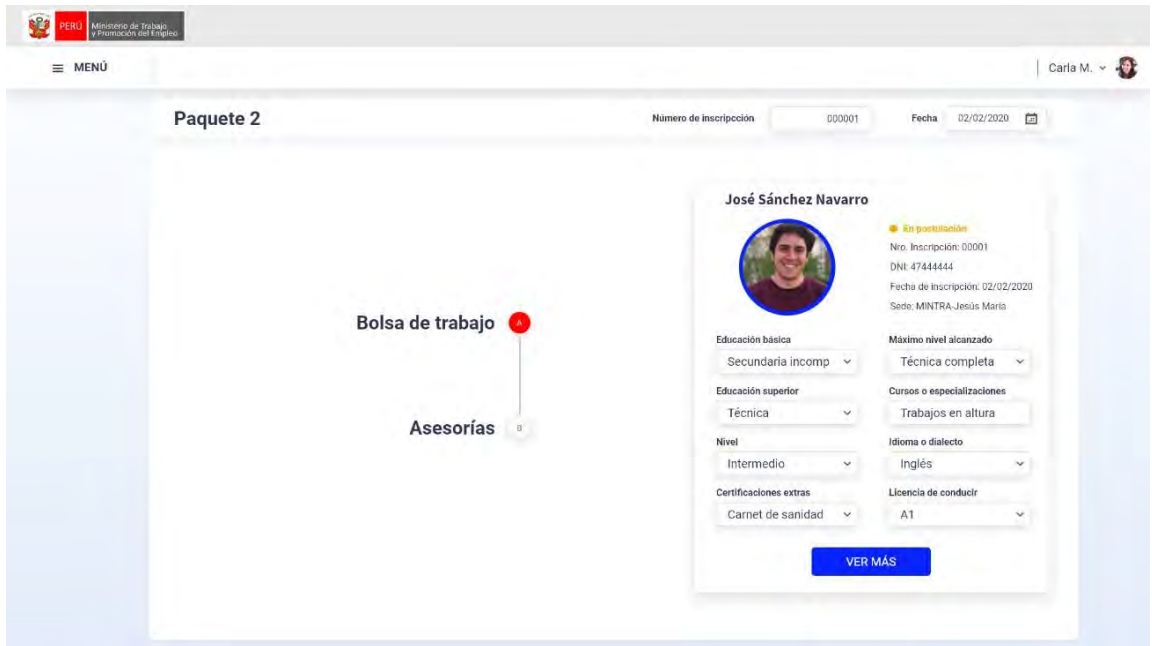 PERÚ
Ministerio de Trabajo
y Promoción del Empleo
MENÚ
Carla M.
Paquete 2
Número de inscripcción
000001
Fecha
02/02/2020
José Sánchez Navarro
En postulación
Nro. Inscripción: 00001
DNI: 47444444
Fecha de inscripción: 02/02/2020
Sede: MINTRA-Jesús María
Bolsa de trabajo
A
Asesorías
B
Educación básica
Máximo nivel alcanzado
Secundaria incomp
Técnica completa
Educación superior
Cursos o especializaciones
Técnica
Trabajos en altura
Nivel
Idioma o dialecto
Intermedio
Inglés
Certificaciones extras
Licencia de conducir
Carnet de sanidad
A1
VER MÁS